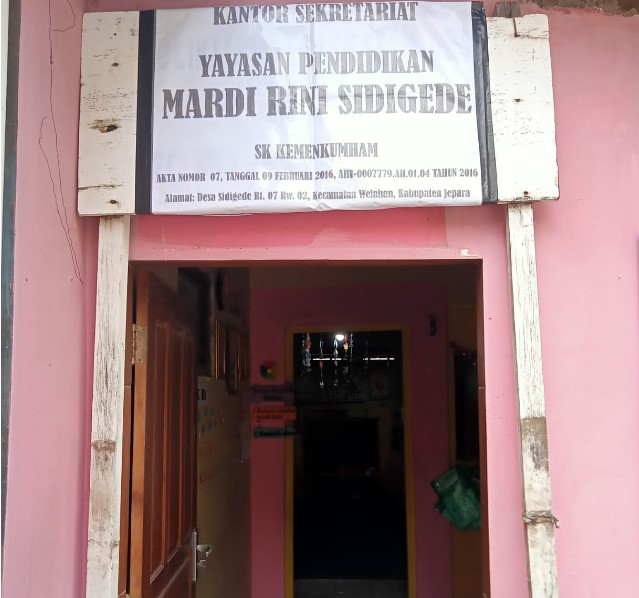 KANTOR SEKRETARIAT
YAYASAN PENDIDIKAN
MARDI RINI SIDIGEDE
SK KEMENKUMHAM
AKTA NOMOR 07, TANGGAL 09 FEBRUARI 2016, AHU-0007779.AH.01.04 TAHUN 2016
Alamat: Desa Sidigede Rt. 07 Rw. 02, Kecamatan Welahan, Kabupaten Jepara